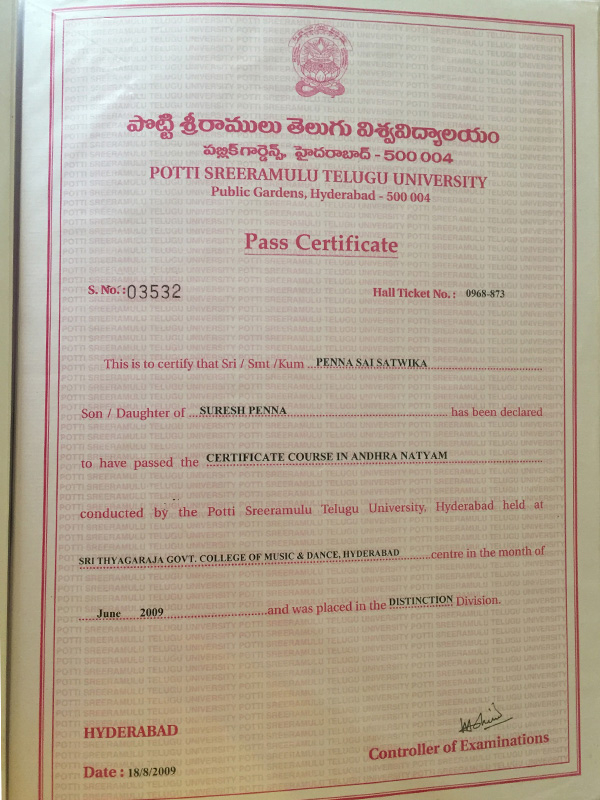 పొట్టి శ్రీరాములు తెలుగు విశ్వవిద్యాలయం
పబ్లిక్ గార్డెన్స్, హైదరాబాద్ - 500 004
POTTI SREERAMULU TELUGU UNIVERSITY
Public Gardens, Hyderabad - 500 004
Pass Certificate
S. No. : 03532 Hall Ticket No. : 0968-873
This is to certify that Sri / Smt /Kum PENNA SAI SATWIKA
Son / Daughter of SURESH PENNA has been declared
to have passed the CERTIFICATE COURSE IN ANDHRA NATYAM
conducted by the Potti Sreeramulu Telugu University, Hyderabad held at
SRI THYAGARAJA GOVT. COLLEGE OF MUSIC & DANCE, HYDERABAD centre in the month of
June 2009 and was placed in the DISTINCTION Division.
HYDERABAD
Controller of Examinations
Date : 18/8/2009